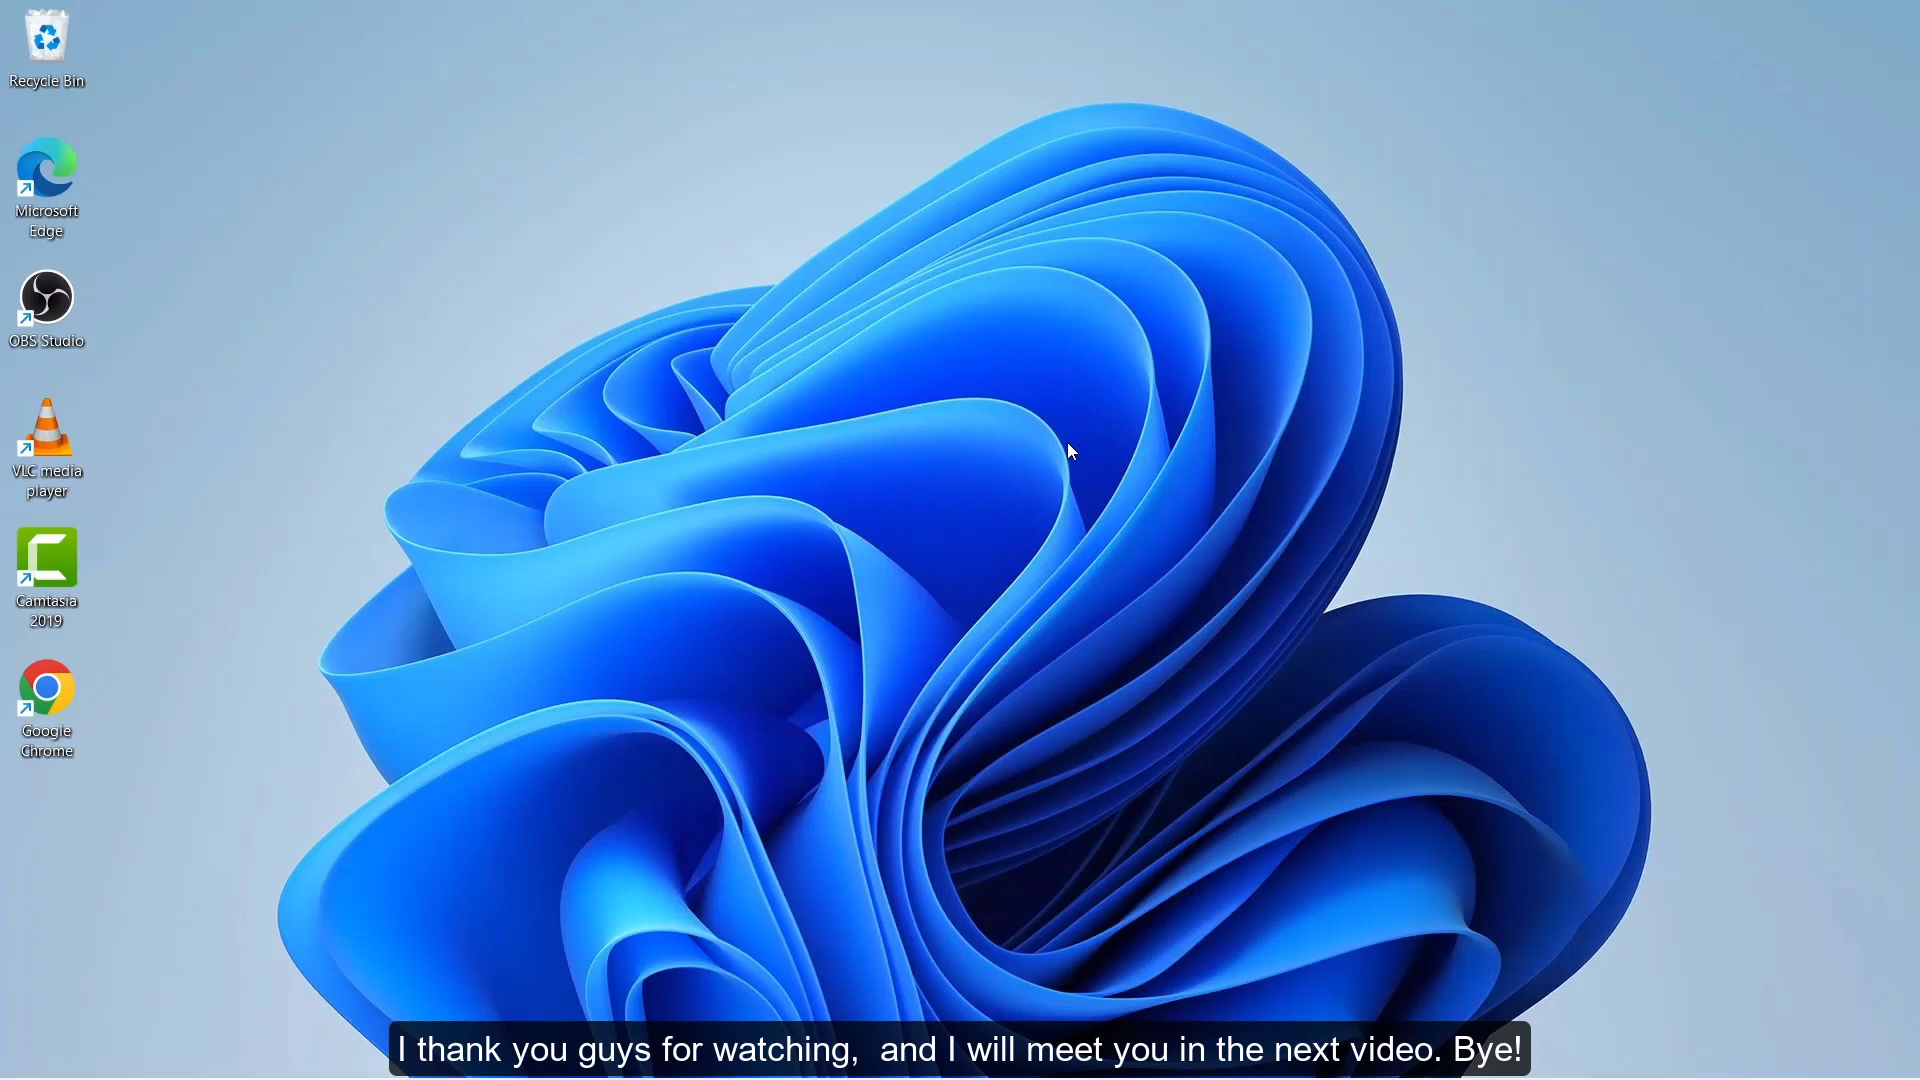 Recycle Bin
Microsoft
Edge
OBS Studio
VLC media
player
Camtasia
2019
Google
Chrome
I thank you guys for watching,  and I will meet you in the next video. Bye!